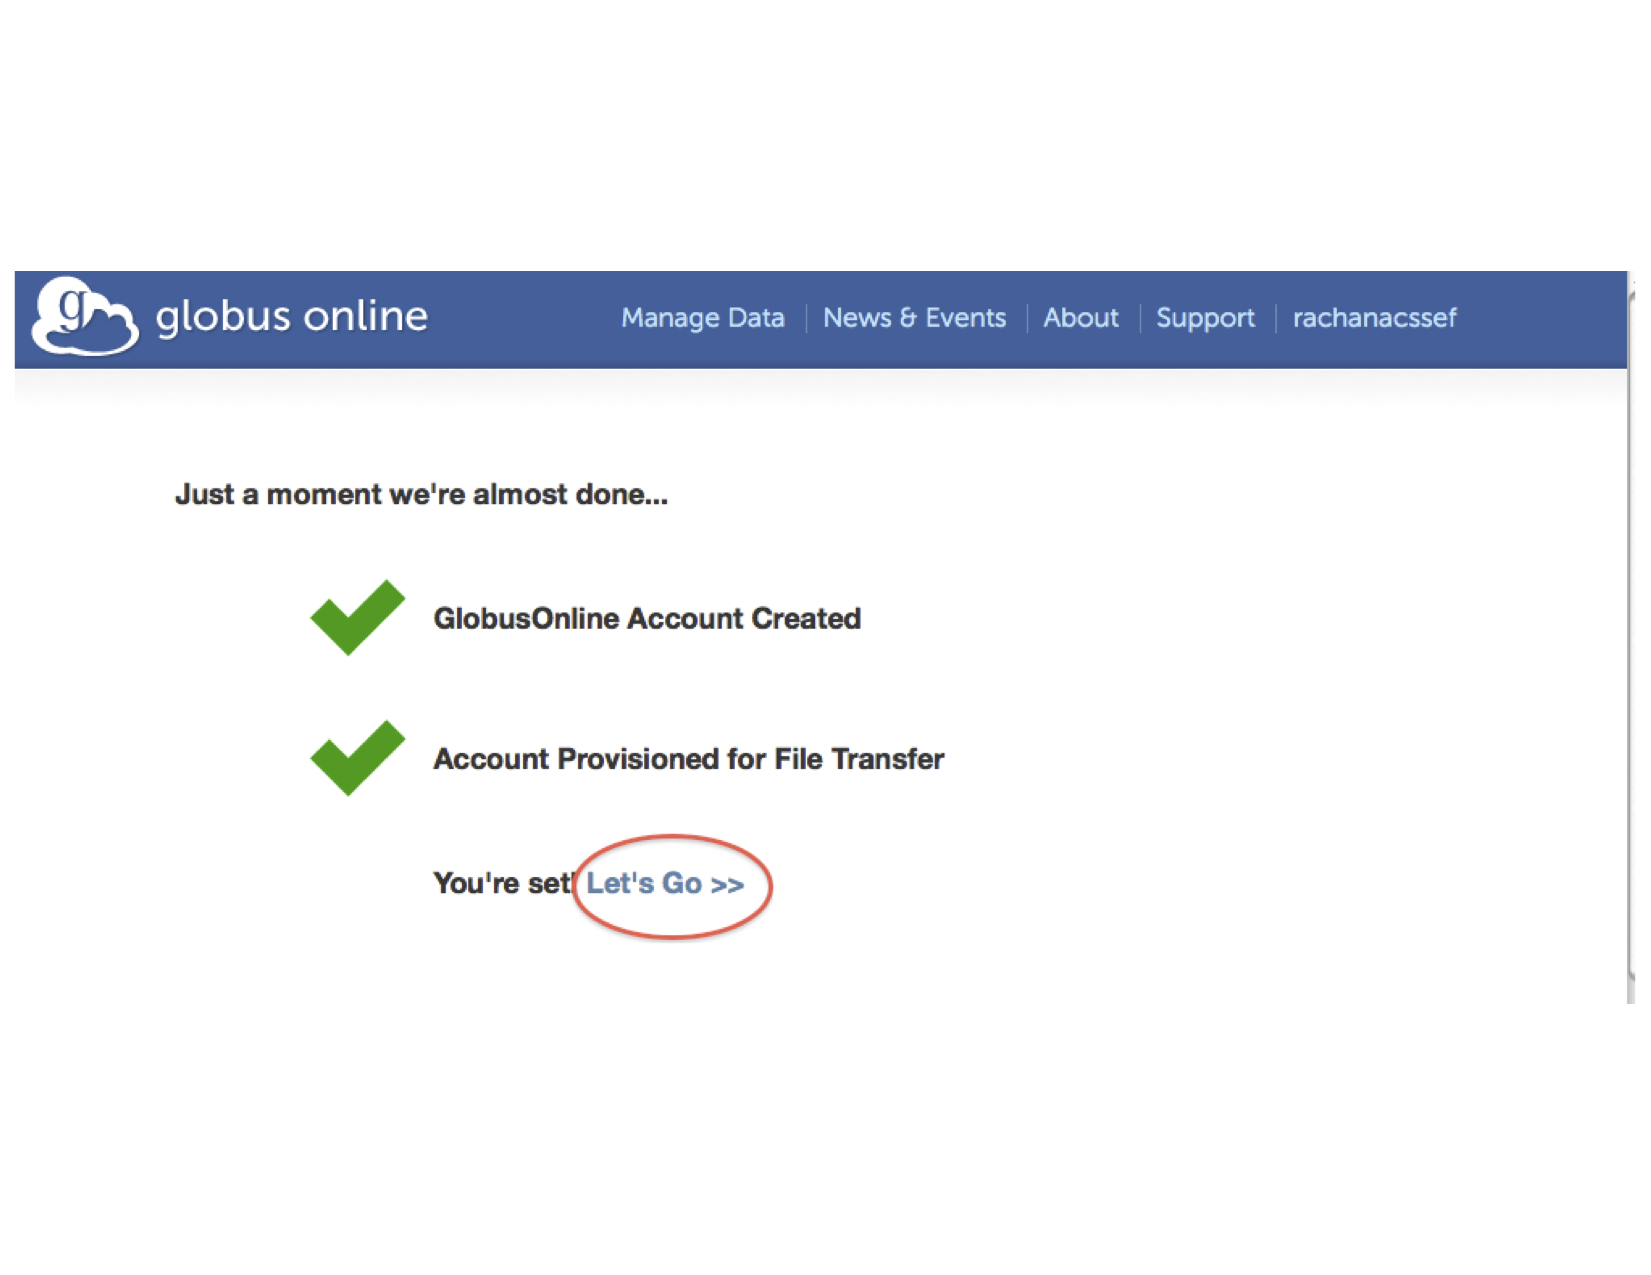 g globus online Manage Data News & Events About Support rachanacssef
Just a moment we're almost done...
GlobusOnline Account Created
Account Provisioned for File Transfer
You're set! Let's Go >>